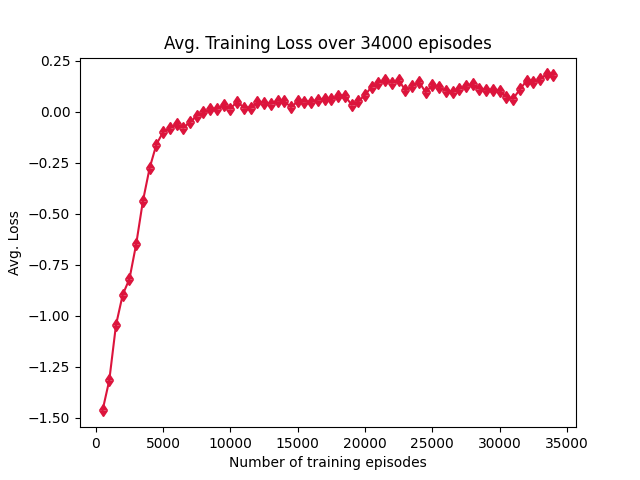 Avg. Training Loss over 34000 episodes
0.25
0.00
−0.25
−0.50
−0.75
−1.00
−1.25
−1.50
Avg. Loss
0 5000 10000 15000 20000 25000 30000 35000
Number of training episodes